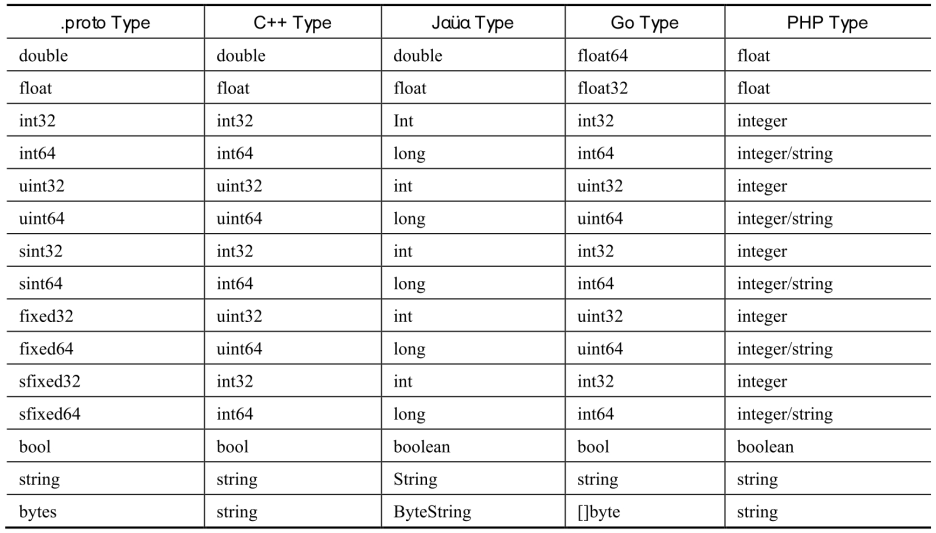 .proto Type C++ Type Jaüa Type Go Type PHP Type
double double double float64 float
float float float float32 float
int32 int32 Int int32 integer
int64 int64 long int64 integer/string
uint32 uint32 int uint32 integer
uint64 uint64 long uint64 integer/string
sint32 int32 int int32 integer
sint64 int64 long int64 integer/string
fixed32 uint32 int uint32 integer
fixed64 uint64 long uint64 integer/string
sfixed32 int32 int int32 integer
sfixed64 int64 long int64 integer/string
bool bool boolean bool boolean
string string String string string
bytes string ByteString []byte string